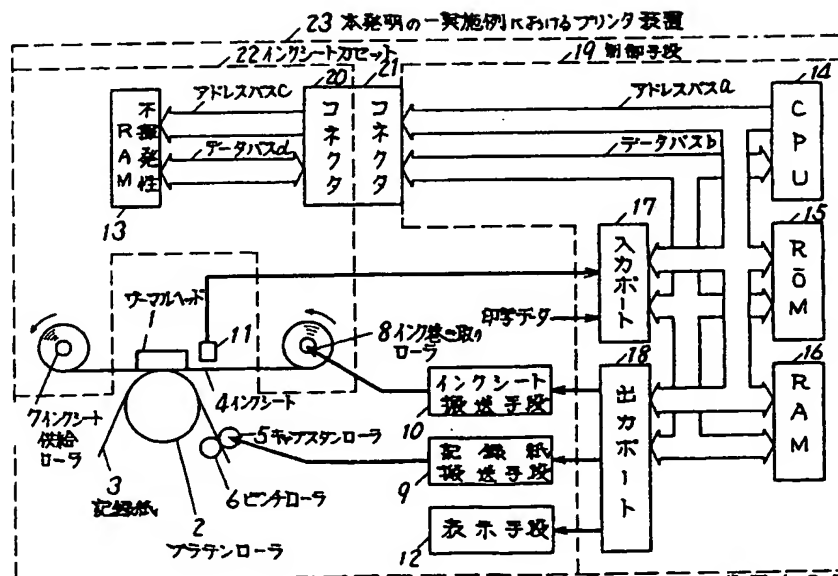 23 本発明の一実施例におけるプリンタ装置
22 インクシートカセット
19 制御手段
20
21
14
アドレスバスc
アドレスバスa
CPU
不揮発性RAM
コネクタ
コネクタ
データバスd
データバスb
13
17
15
入力ポート
ROM
サーマルヘッド
11
印字データ
8 インク巻き取りローラ
18
16
4 インクシート
インクシート搬送手段
出力ポート
RAM
7 インクシート供給ローラ
10
5 キャプスタンローラ
記録紙搬送手段
3 記録紙
6 ピンチローラ
9
2 プラテンローラ
表示手段
12